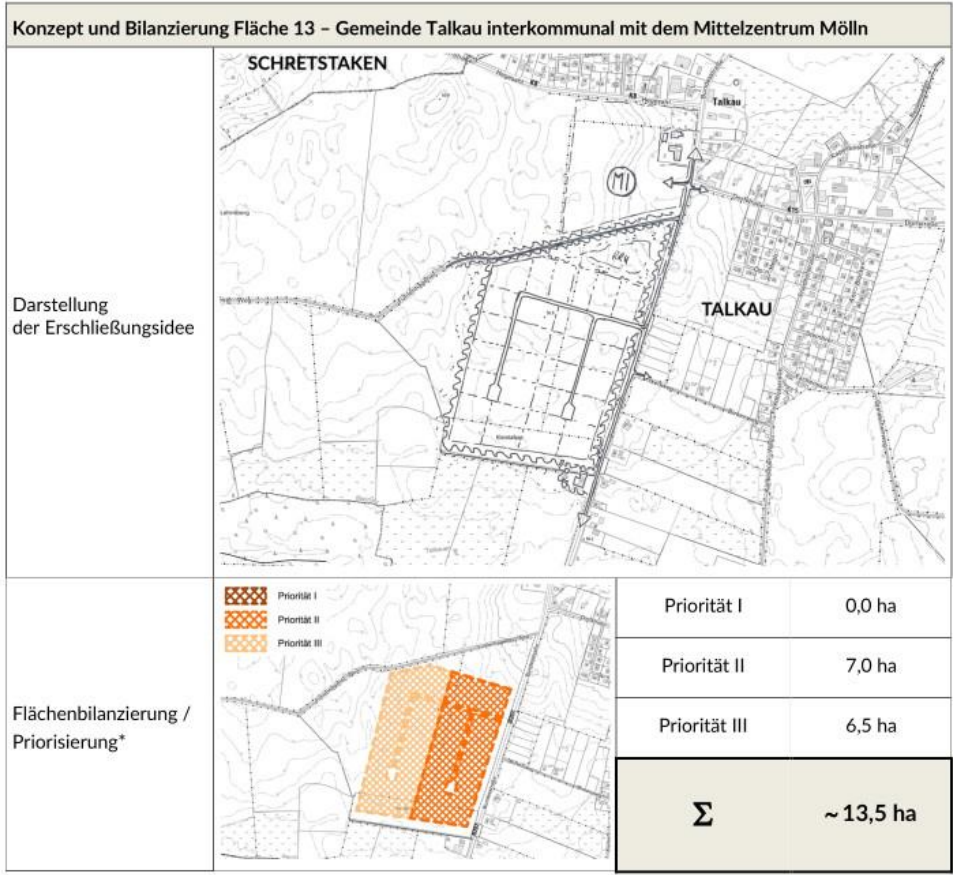 Konzept und Bilanzierung Fläche 13 – Gemeinde Talkau interkommunal mit dem Mittelzentrum Mölln
SCHRETSTAKEN
Talkau
MI
TALKAU
Darstellung
der Erschließungsidee
Priorität I
Priorität II
Priorität III
Flächenbilanzierung /
Priorisierung*
Priorität I 0,0 ha
Priorität II 7,0 ha
Priorität III 6,5 ha
Σ ~ 13,5 ha